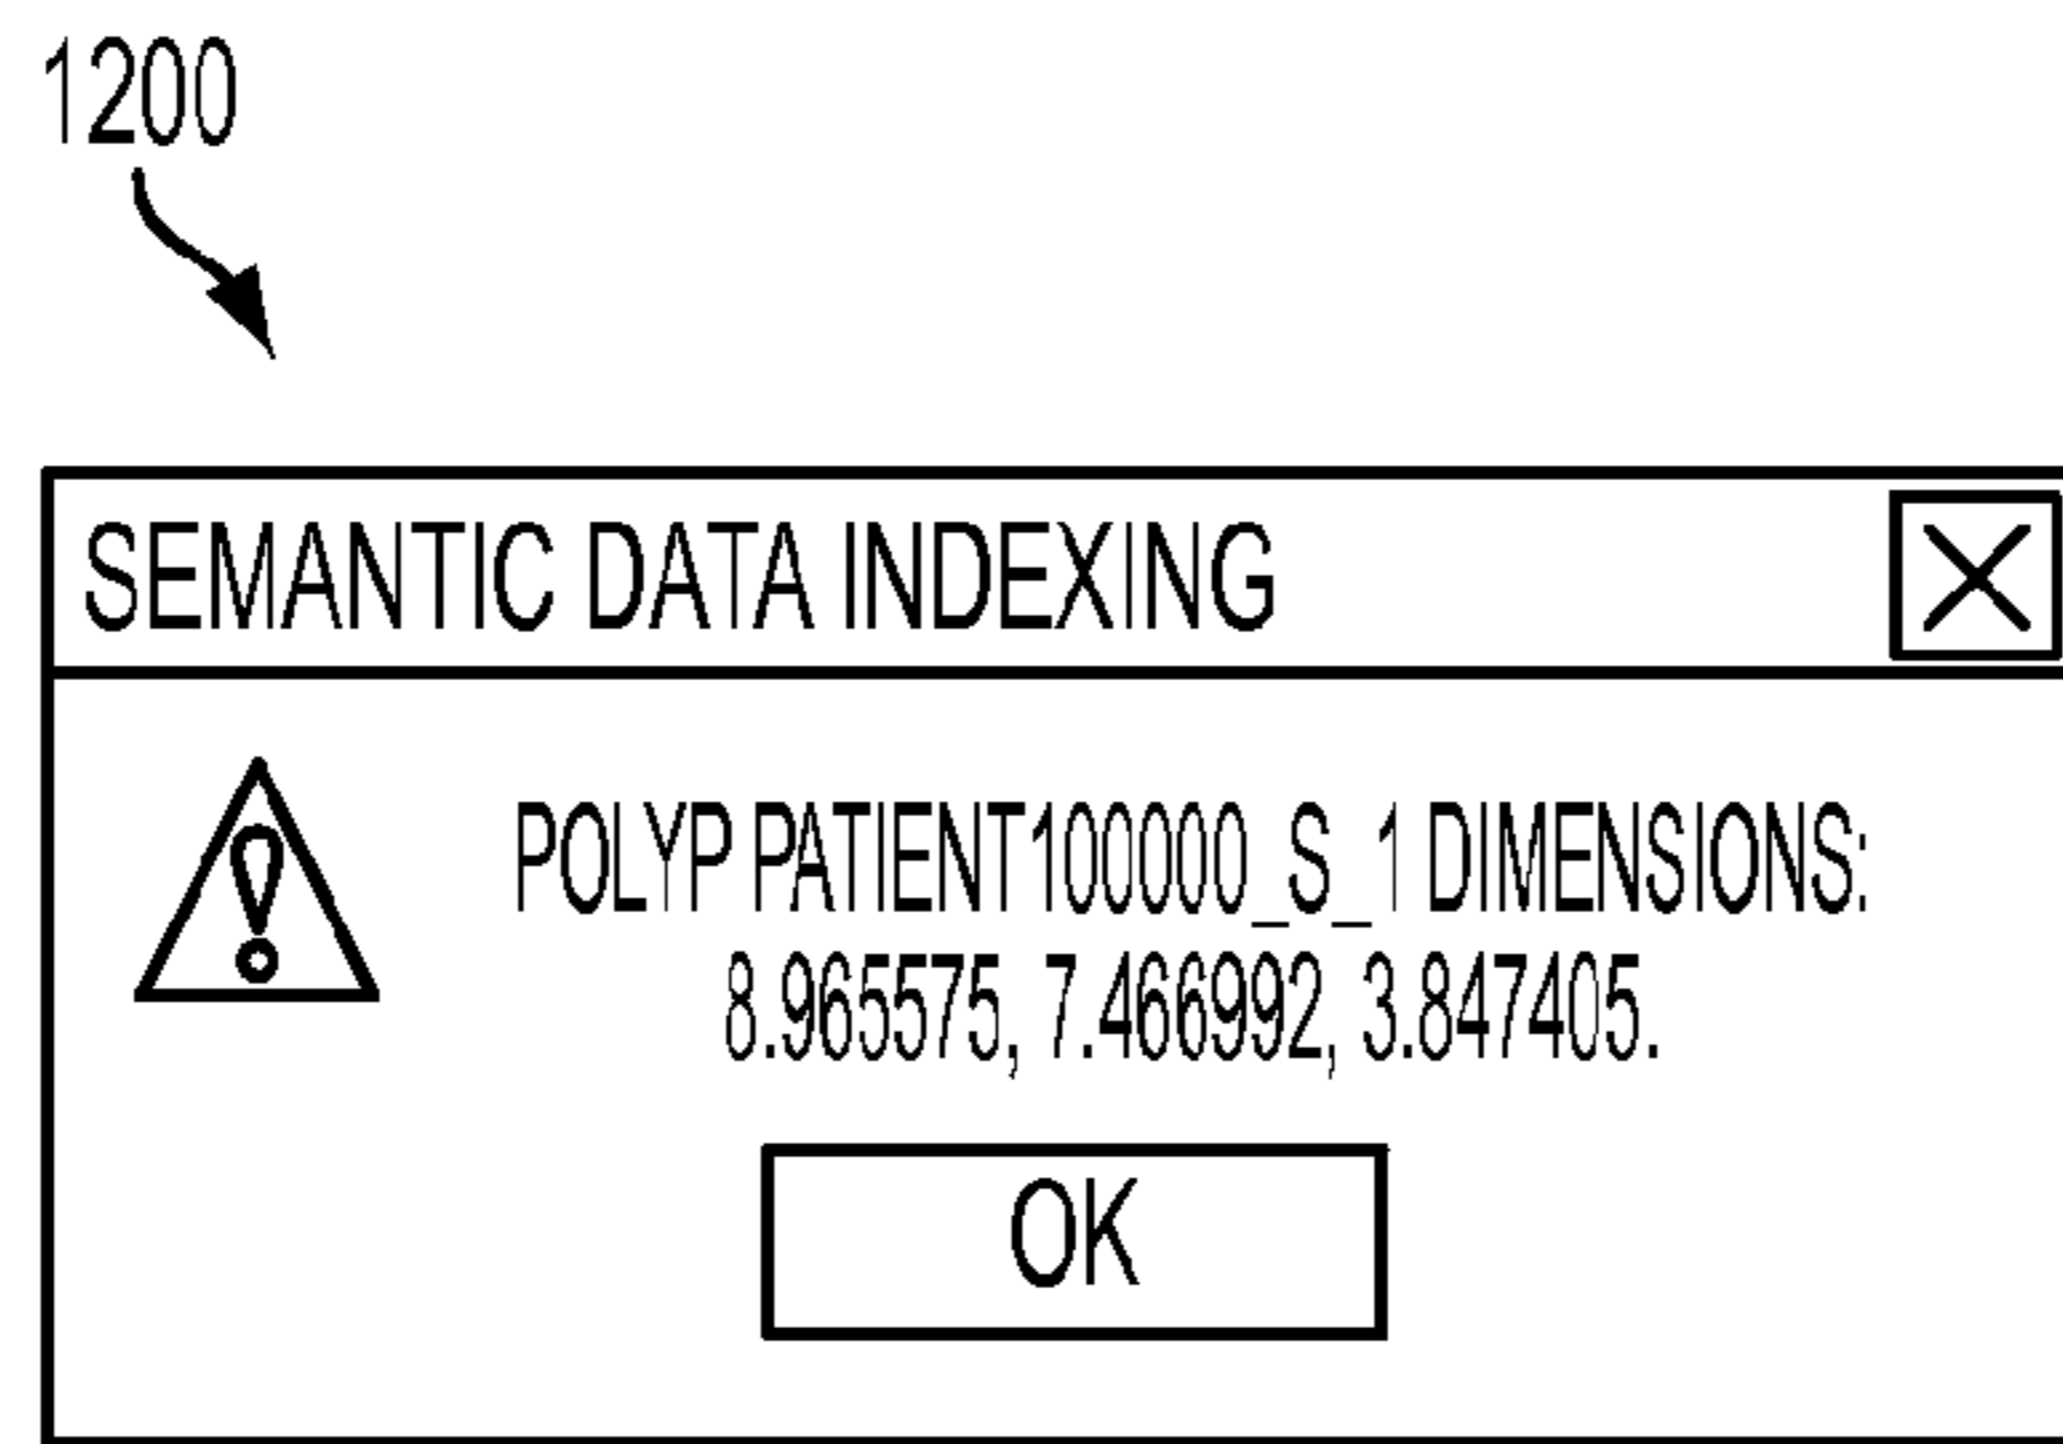 1200
SEMANTIC DATA INDEXING
POLYP PATIENT100000_S_1 DIMENSIONS:
8.965575, 7.466992, 3.847405.
OK